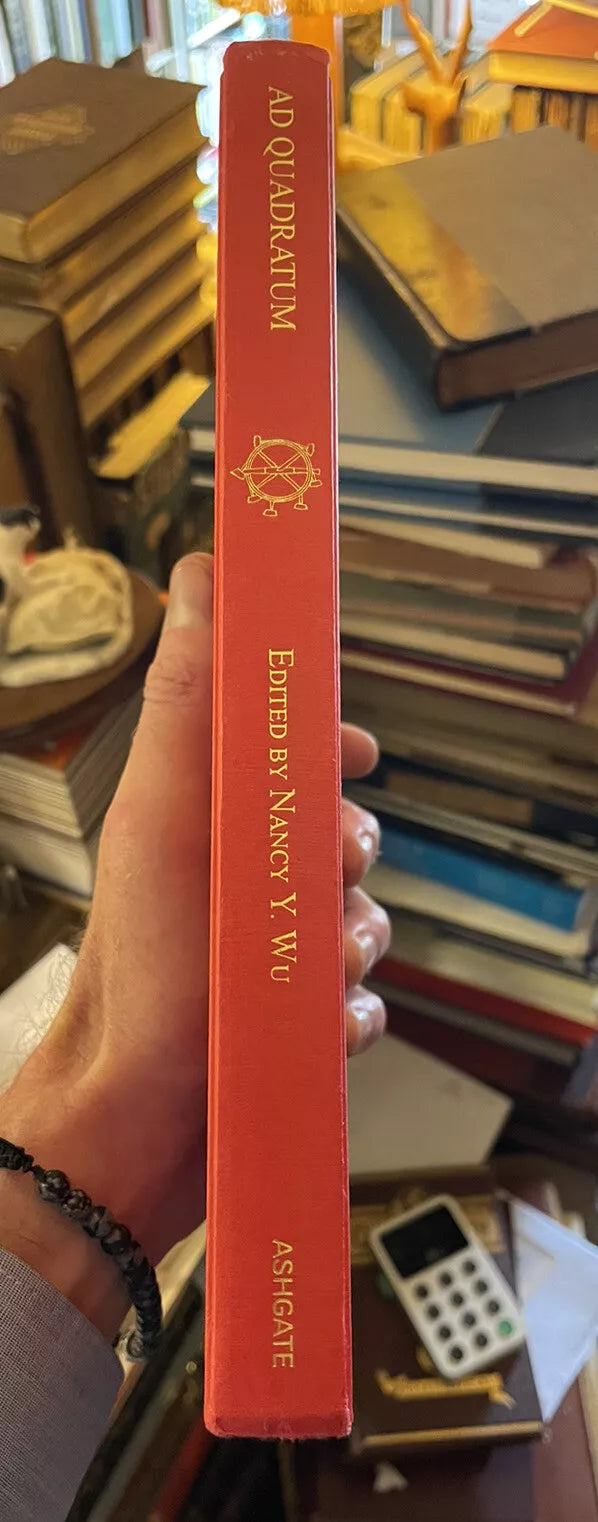 AD QUADRATUM
EDITED BY NANCY Y. WU
ASHGATE